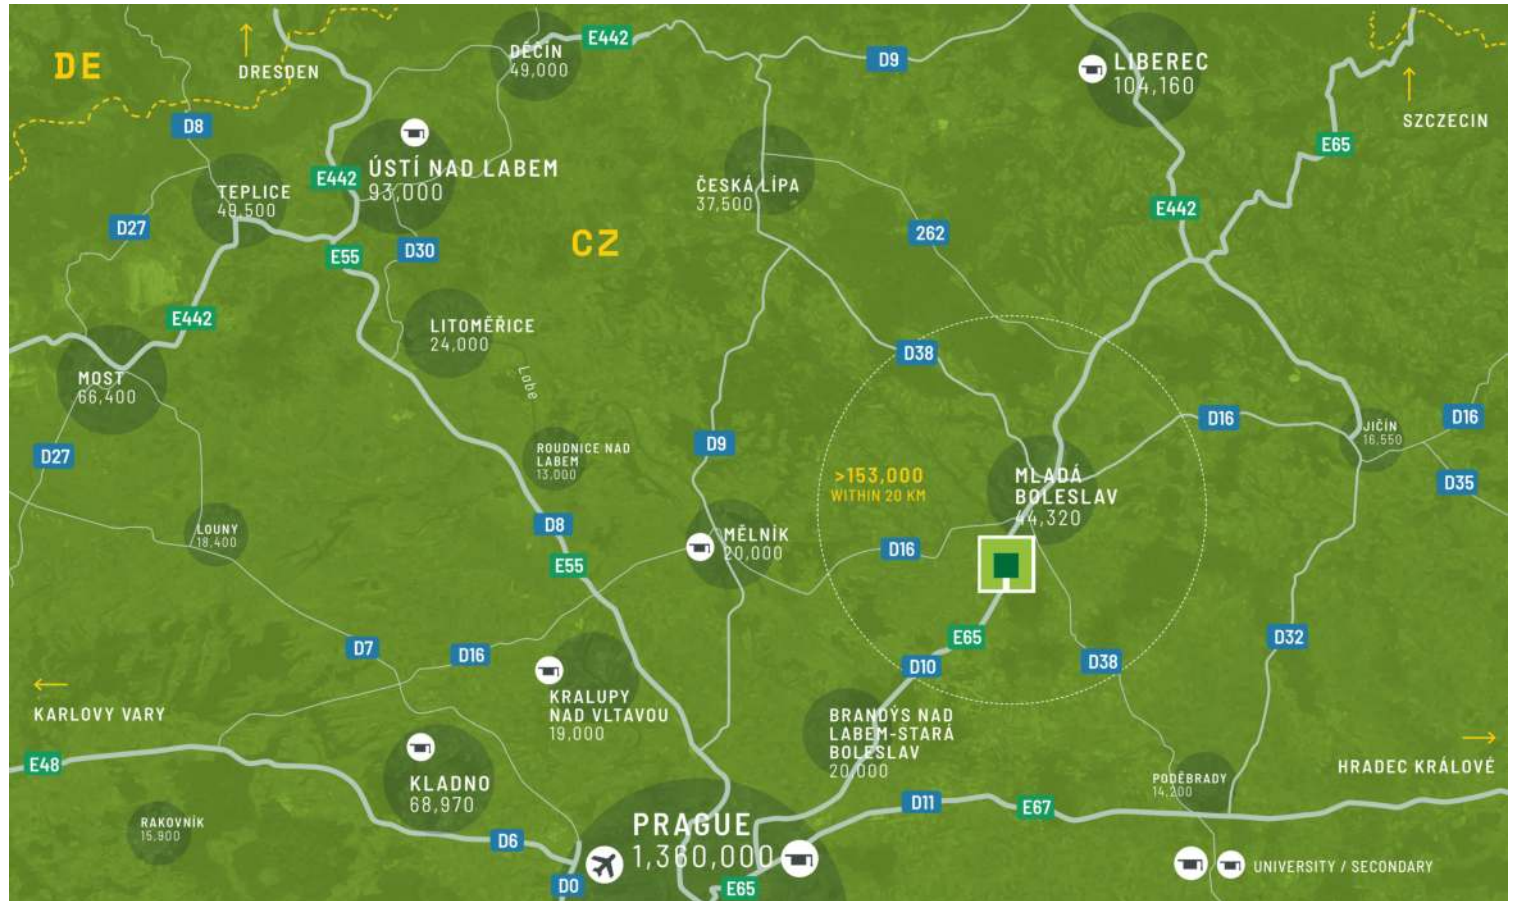 DE
DRESDEN
DĚČÍN
49,000
E442
D9
LIBEREC
104,160
SZCZECIN
E65
D8
ÚSTÍ NAD LABEM
93,000
E442
TEPLICE
49,500
ČESKÁ LÍPA
37,500
E442
D27
E55
D30
CZ
262
E442
LITOMĚŘICE
24,000
D38
Labe
MOST
66,400
D16
D16
JIČÍN
16,550
D27
ROUDNICE NAD
LABEM
13,000
D9
>153,000
WITHIN 20 KM
MLADÁ
BOLESLAV
44,320
D35
LOUNY
18,400
D8
E55
MĚLNÍK
20,000
D16
D7
D16
E65
D10
D38
D32
KARLOVY VARY
KRALUPY
NAD VLTAVOU
19,000
BRANDÝS NAD
LABEM-STARÁ
BOLESLAV
20,000
E48
KLADNO
68,970
PODĚBRADY
14,200
HRADEC KRÁLOVÉ
D11
E67
RAKOVNÍK
15,900
D6
PRAGUE
1,360,000
D0
E65
UNIVERSITY / SECONDARY